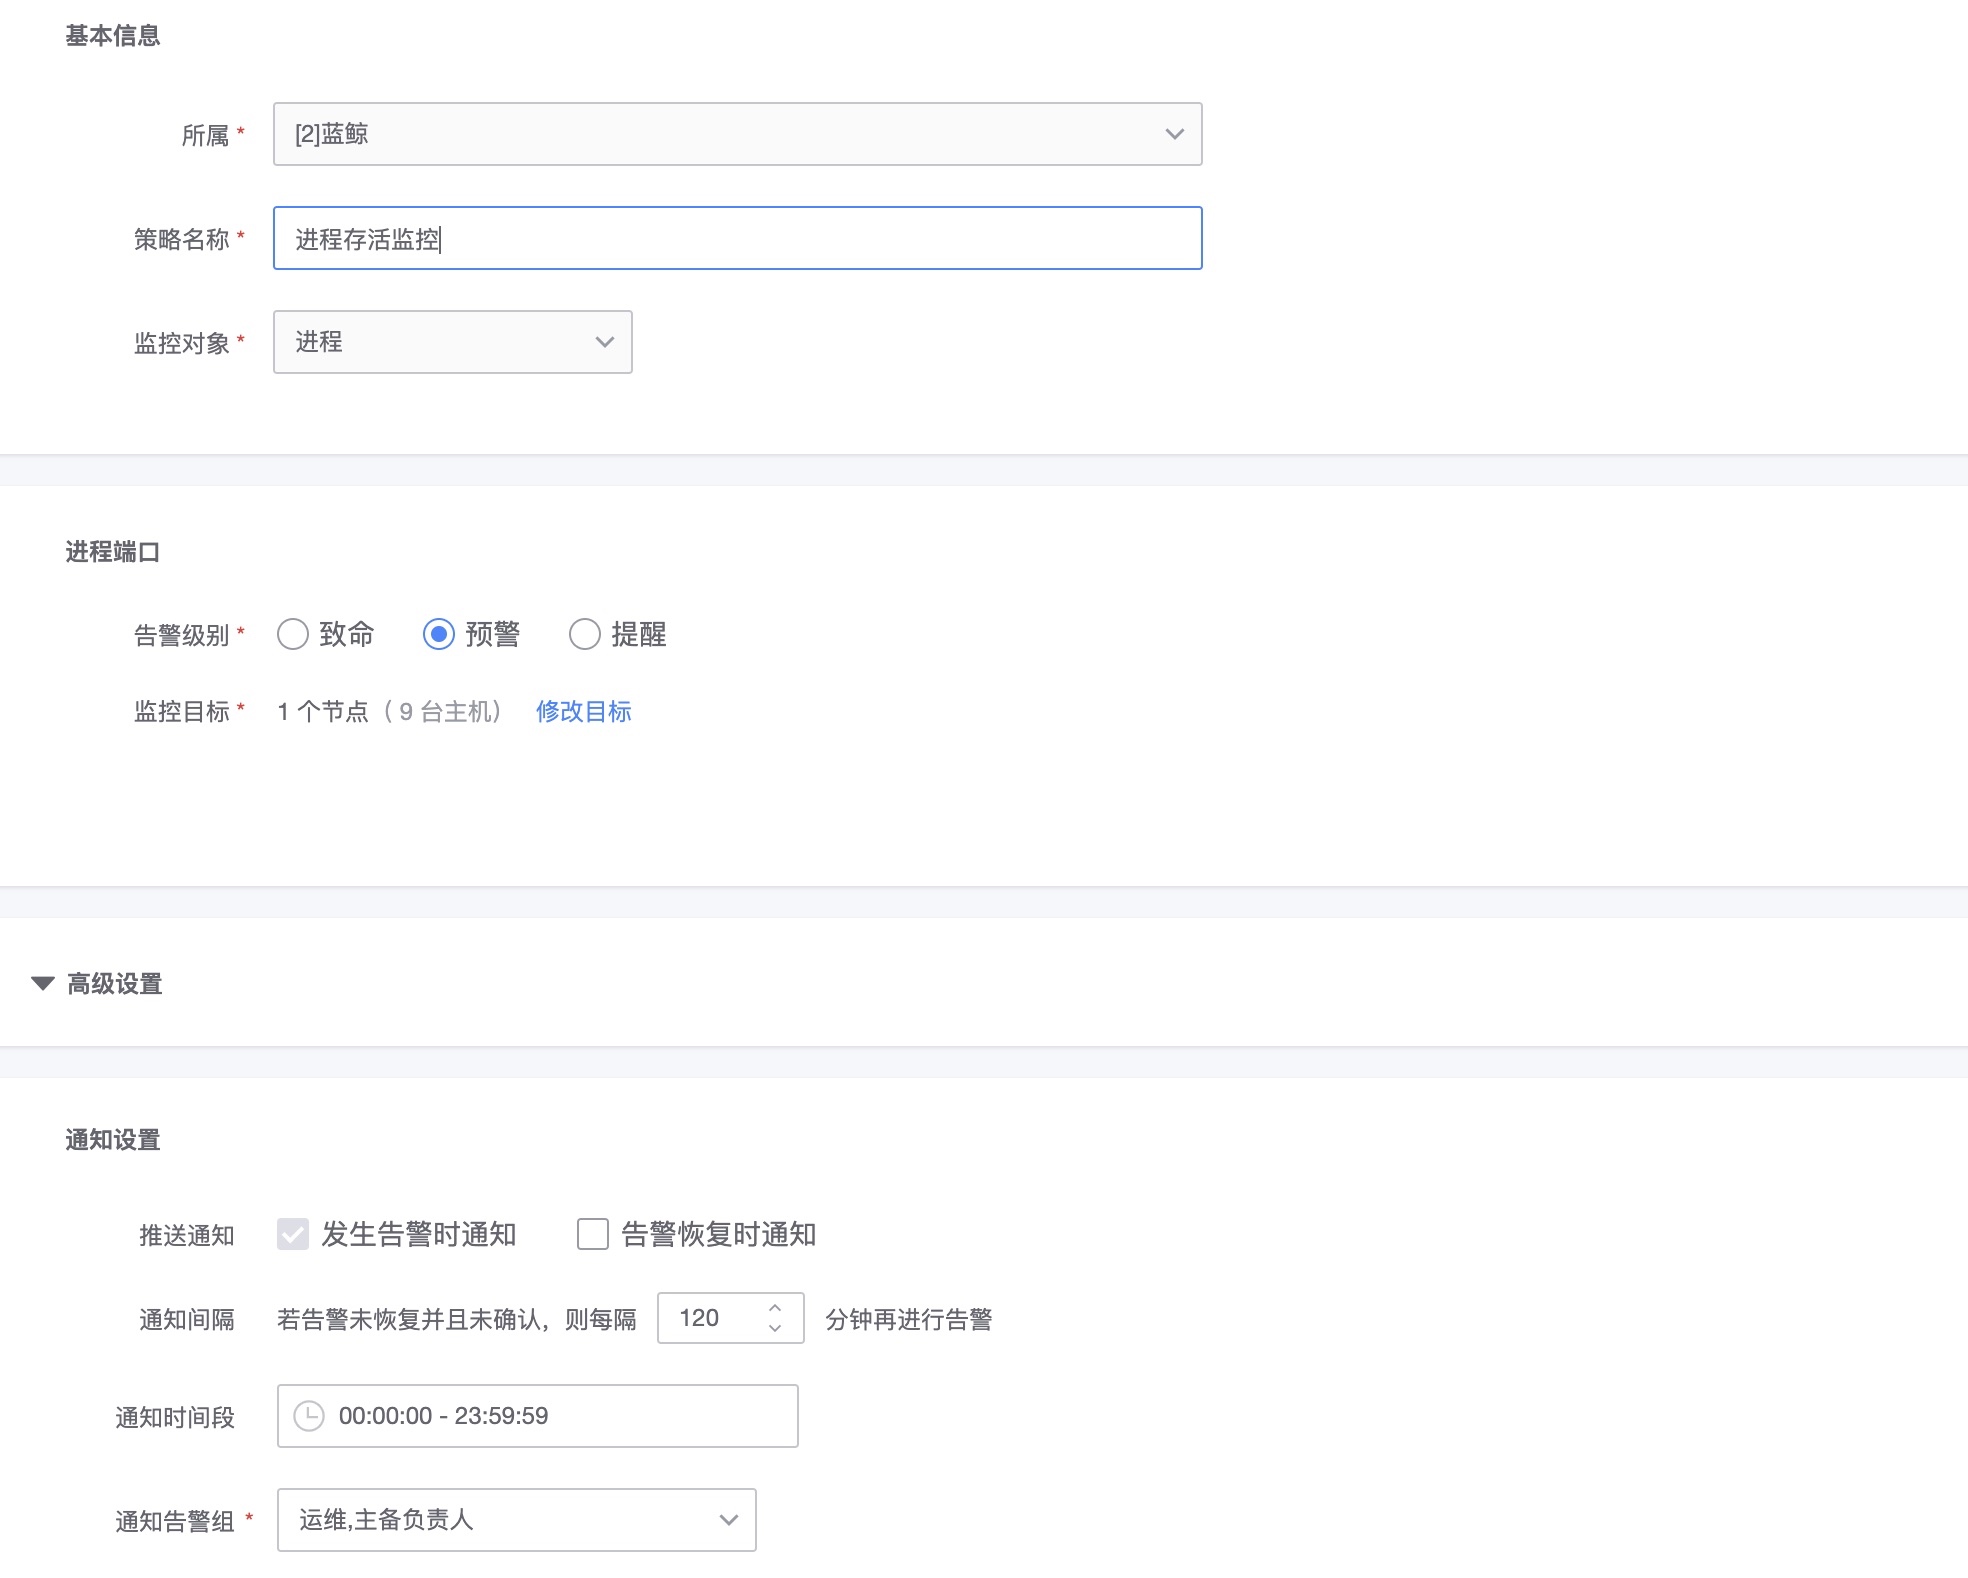 基本信息
所属 * [2]蓝鲸
策略名称 * 进程存活监控
监控对象 * 进程
进程端口
告警级别 * 致命 预警 提醒
监控目标 * 1 个节点（ 9 台主机） 修改目标
高级设置
通知设置
推送通知 发生告警时通知 告警恢复时通知
通知间隔 若告警未恢复并且未确认，则每隔 120 分钟再进行告警
通知时间段 00:00:00 - 23:59:59
通知告警组 * 运维,主备负责人